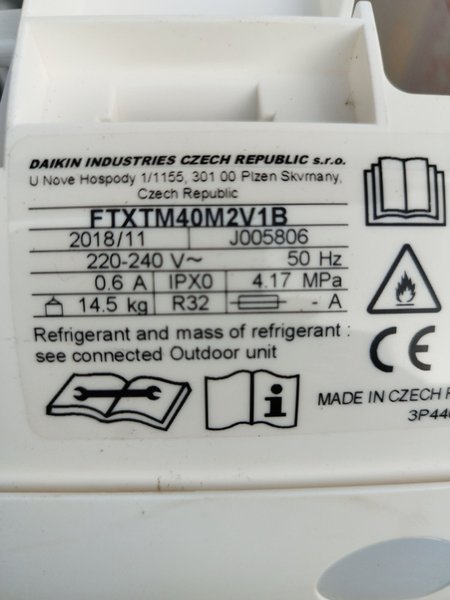 DAIKIN INDUSTRIES CZECH REPUBLIC s.r.o.
U Nove Hospody 1/1155, 301 00 Plzen Skvrnany,
Czech Republic
FTXTM40M2V1B
2018/11 J005806
220-240 V~ 50 Hz
0.6 A IPX0 4.17 MPa
14.5 kg R32 - A
Refrigerant and mass of refrigerant :
see connected Outdoor unit
CE
i
MADE IN CZECH
3P44